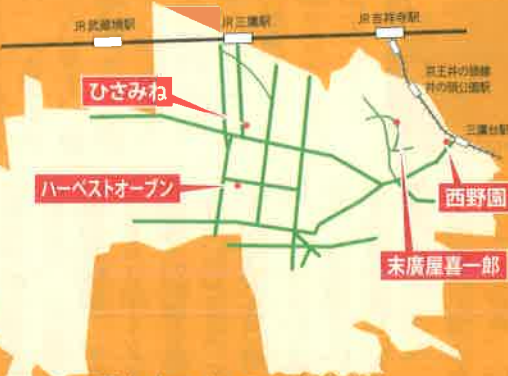 JR武蔵境駅
JR三鷹駅
JR吉祥寺駅
京王井の頭線
井の頭公園駅
三鷹台駅
ひさみね
ハーベストオーブン
西野園
末廣屋喜一郎